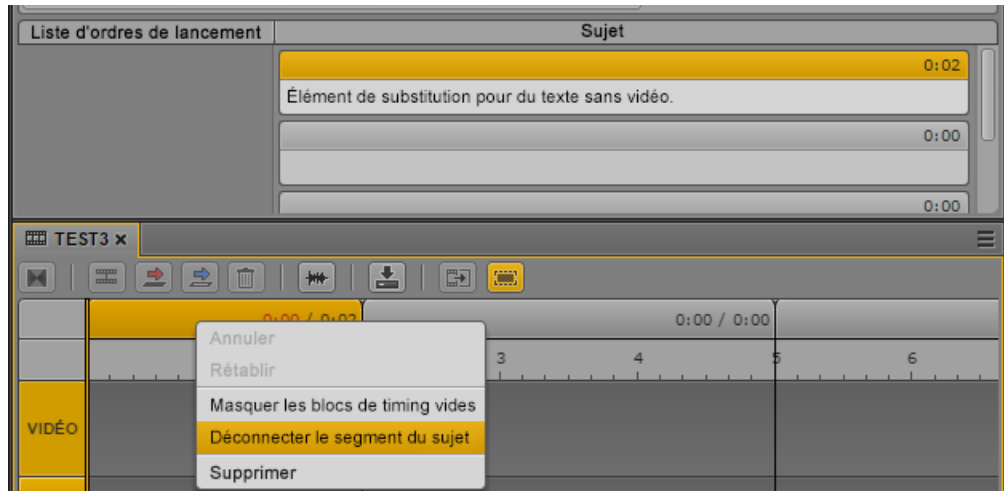 Liste d'ordres de lancement Sujet
0:02
Élément de substitution pour du texte sans vidéo.
0:00
0:00
TEST3 ×
0:00 / 0:02 0:00 / 0:00
3 4 5 6
Annuler
Rétablir
Masquer les blocs de timing vides
VIDÉO
Déconnecter le segment du sujet
Supprimer